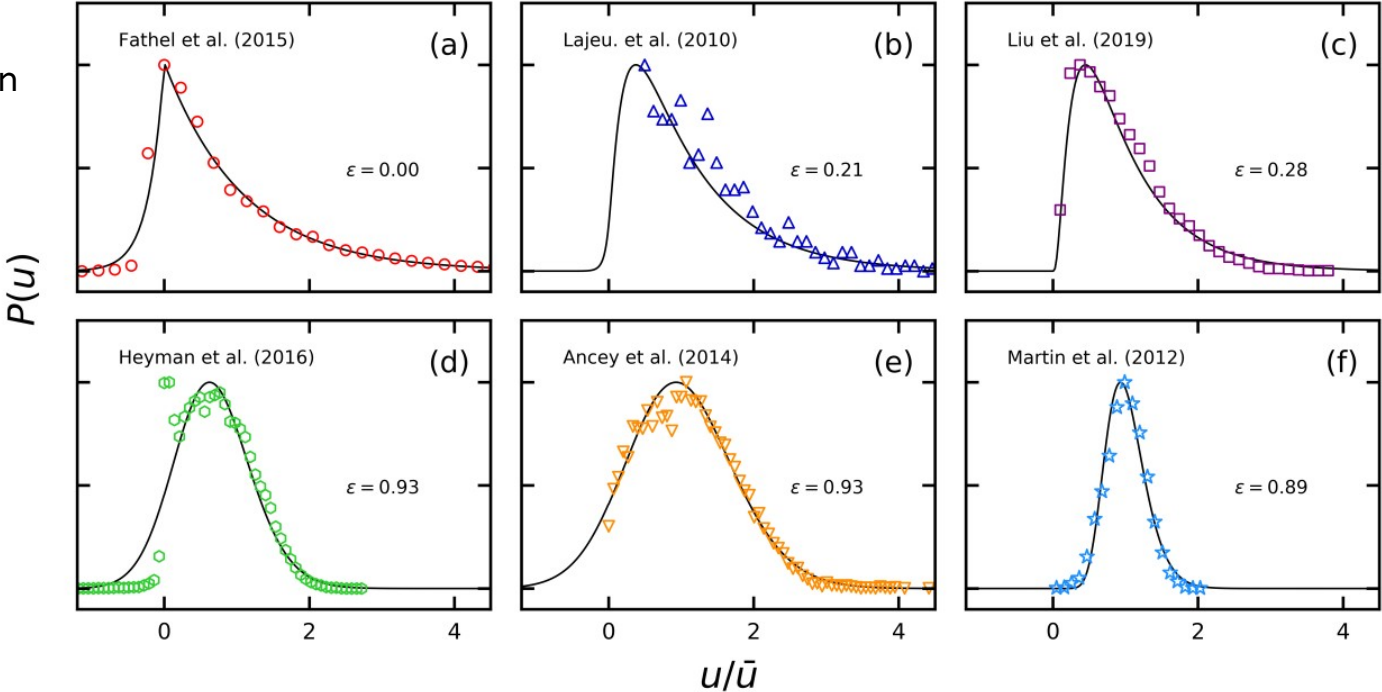 n
Fathel et al. (2015) (a)
ε = 0.00
Lajeu. et al. (2010) (b)
ε = 0.21
Liu et al. (2019) (c)
ε = 0.28
P(u)
Heyman et al. (2016) (d)
ε = 0.93
Ancey et al. (2014) (e)
ε = 0.93
Martin et al. (2012) (f)
ε = 0.89
0 2 4
0 2 4
0 2 4
u/ū